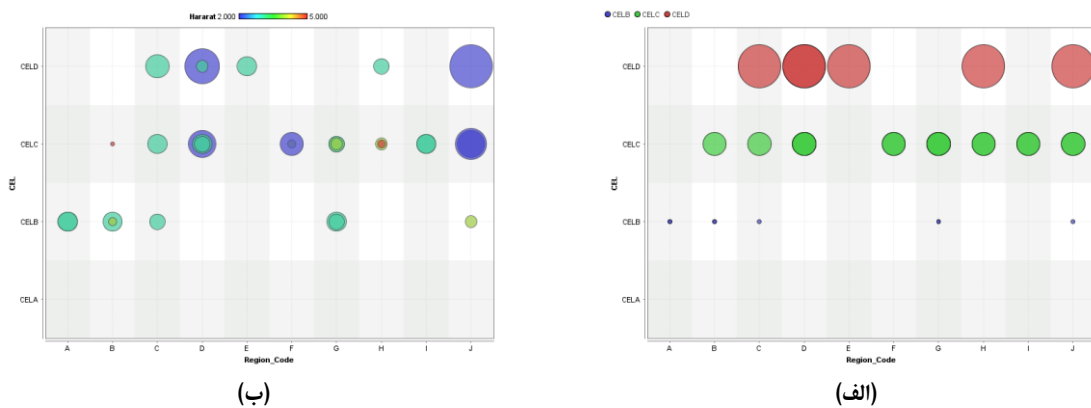 Hararat 2.000 5.000
CEL
CELD
CELC
CELB
CELA
A B C D E F G H I J
Region_Code
(ب)
CELB CELC CELD
CEL
CELD
CELC
CELB
CELA
A B C D E F G H I J
Region_Code
(الف)